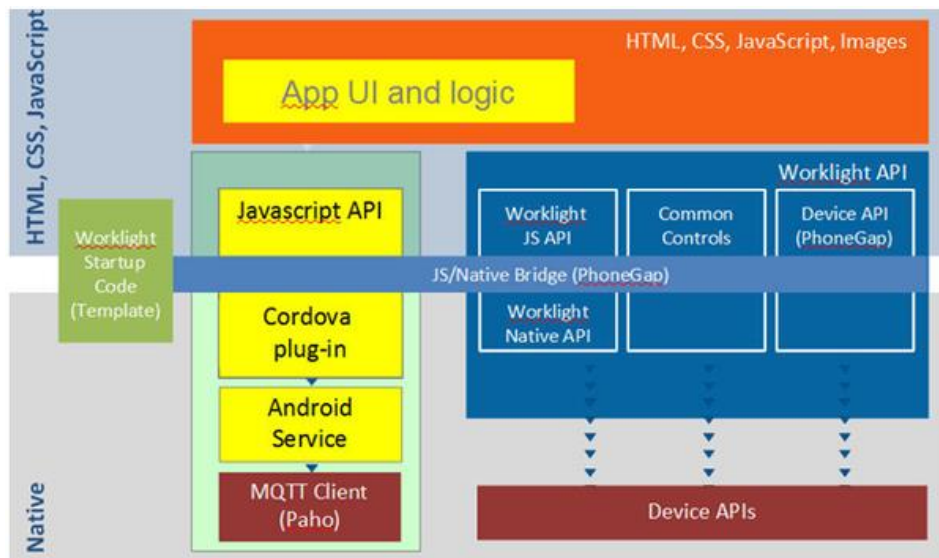 HTML, CSS, JavaScript, Images
App UI and logic
HTML, CSS, JavaScript
Worklight API
Javascript API
Worklight
JS API
Common
Controls
Device API
(PhoneGap)
Worklight
Startup
Code
(Template)
JS/Native Bridge (PhoneGap)
Cordova
plug-in
Worklight
Native API
Android
Service
MQTT Client
(Paho)
Device APIs
Native